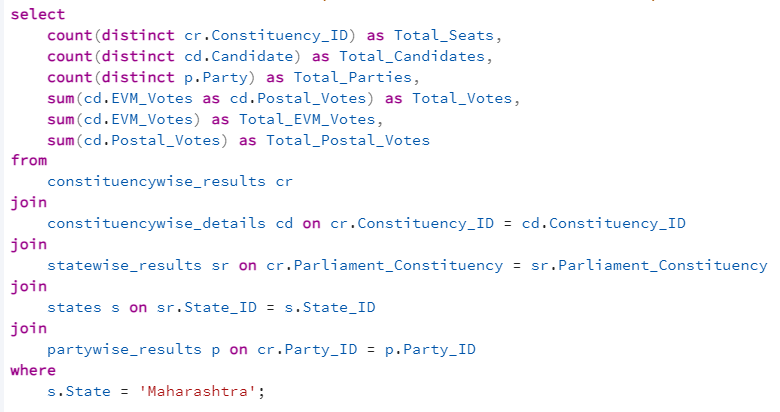 select
count(distinct cr.Constituency_ID) as Total_Seats,
count(distinct cd.Candidate) as Total_Candidates,
count(distinct p.Party) as Total_Parties,
sum(cd.EVM_Votes as cd.Postal_Votes) as Total_Votes,
sum(cd.EVM_Votes) as Total_EVM_Votes,
sum(cd.Postal_Votes) as Total_Postal_Votes
from
constituencywise_results cr
join
constituencywise_details cd on cr.Constituency_ID = cd.Constituency_ID
join
statewise_results sr on cr.Parliament_Constituency = sr.Parliament_Constituency
join
states s on sr.State_ID = s.State_ID
join
partywise_results p on cr.Party_ID = p.Party_ID
where
s.State = 'Maharashtra';